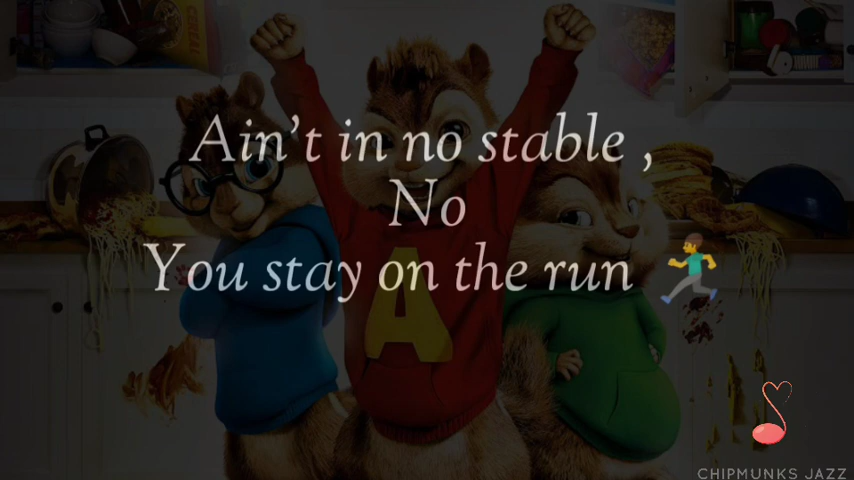 Ain't in no stable ,
No
You stay on the run 🏃‍♂️
A
CHIPMUNKS JAZZ